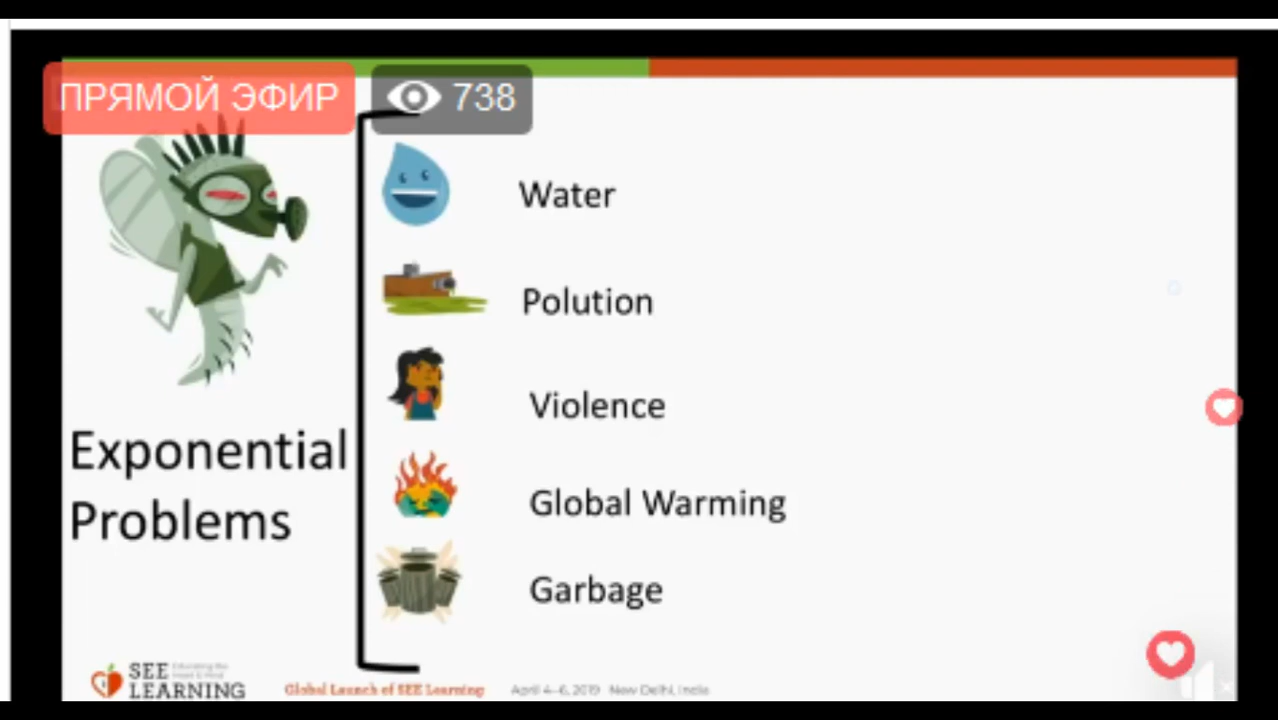 ПРЯМОЙ ЭФИР
738
Water
Polution
Violence
Exponential
Problems
Global Warming
Garbage
SEE
LEARNING
Global Launch of SEE Learning
April 4–6, 2019 New Delhi, India